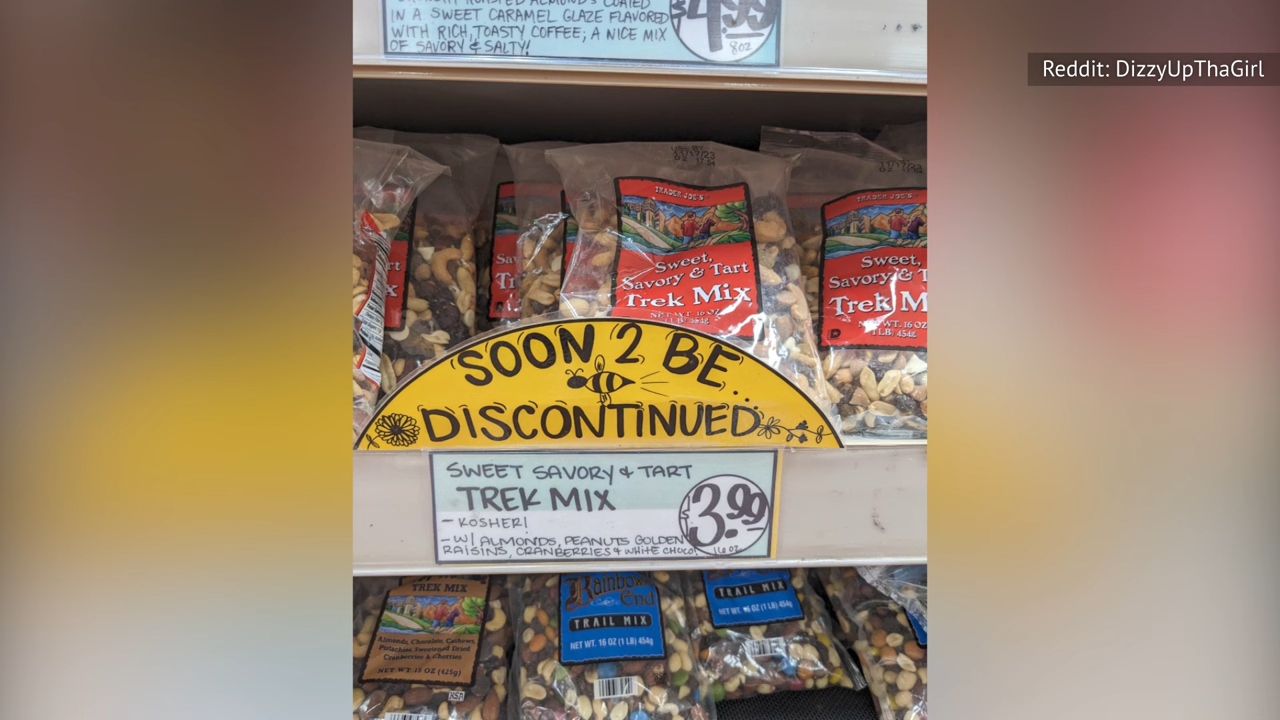 $4.99
8oz
IN A SWEET CARAMEL GLAZE FLAVORED
WITH RICH, TOASTY COFFEE; A NICE MIX
OF SAVORY & SALTY!
Reddit: DizzyUpThaGirl
TRADER JOE'S
Sweet,
Savory & Tart
Trek Mix
NET WT. 16 OZ
1 LB. 454g
TRADER JOE'S
Sweet,
Savory & T
Trek M
NET WT. 16 OZ
1 LB. 454g
SOON 2 BE...
DISCONTINUED
SWEET SAVORY & TART
TREK MIX
- KOSHER!
- W/ ALMONDS, PEANUTS GOLDEN
RAISINS, CRANBERRIES & WHITE CHOCO!
$3.99
16 OZ
TREK MIX
Almonds, Chocolate, Cashews,
Pistachios, Sweetened Dried
Cranberries & Cherries
NET WT. 15 OZ (425g)
Rainbow's
End
TRAIL MIX
NET WT. 16 OZ (1 LB) 454g
TRAIL MIX
NET WT. 16 OZ (1 LB) 454g